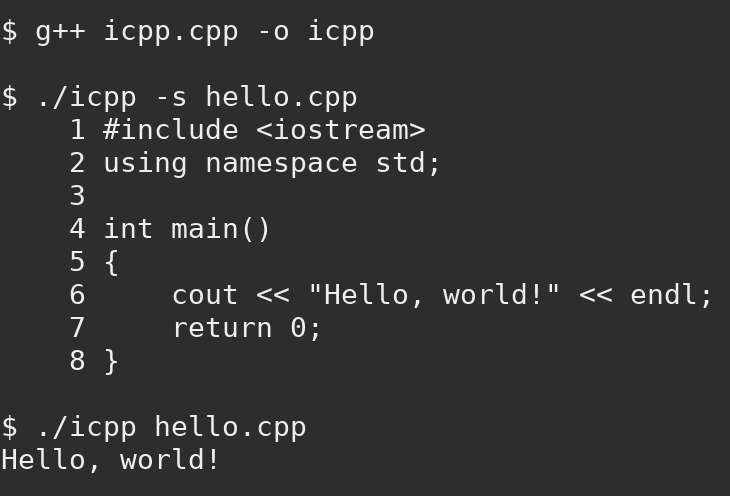 $ g++ icpp.cpp -o icpp

$ ./icpp -s hello.cpp
    1 #include <iostream>
    2 using namespace std;
    3
    4 int main()
    5 {
    6     cout << "Hello, world!" << endl;
    7     return 0;
    8 }

$ ./icpp hello.cpp
Hello, world!